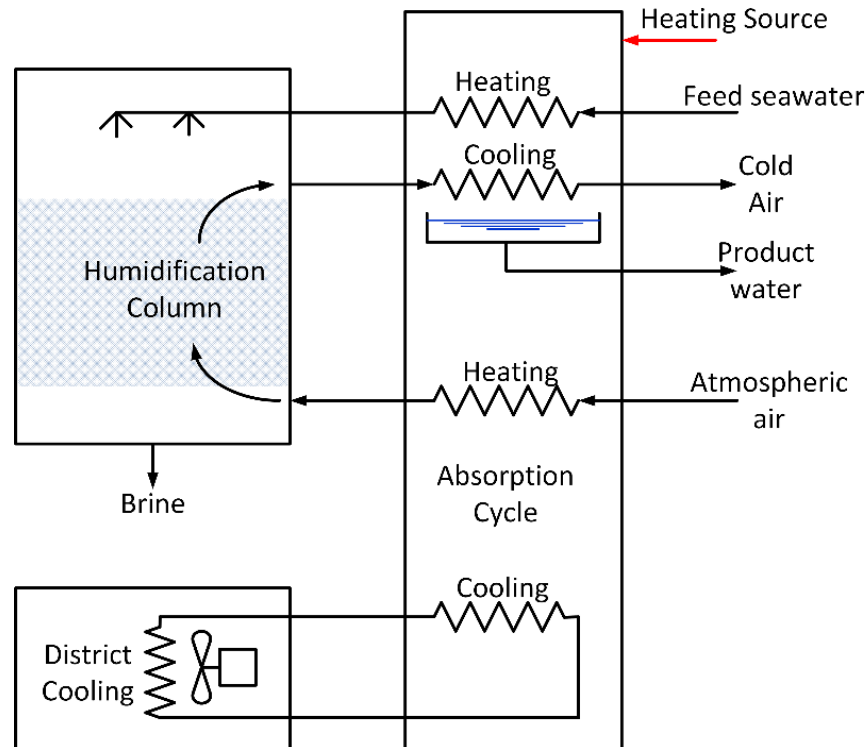 Heating Source
Heating
Feed seawater
Cooling
Cold
Air
Humidification
Column
Product
water
Heating
Atmospheric
air
Absorption
Cycle
Brine
Cooling
District
Cooling